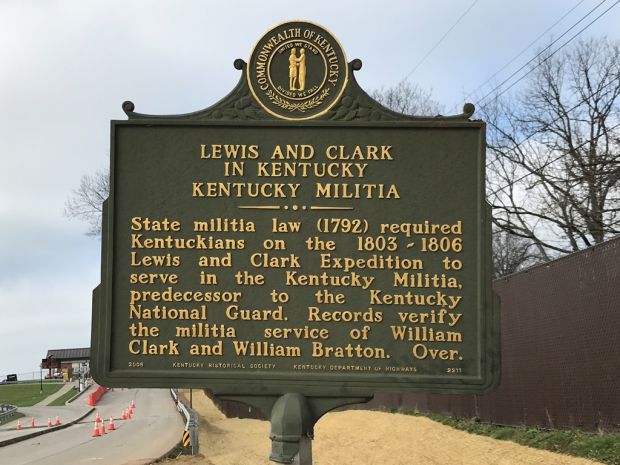 COMMONWEALTH OF KENTUCKY
UNITED WE STAND
DIVIDED WE FALL
LEWIS AND CLARK
IN KENTUCKY
KENTUCKY MILITIA
State militia law (1792) required
Kentuckians on the 1803 - 1806
Lewis and Clark Expedition to
serve in the Kentucky Militia,
predecessor to the Kentucky
National Guard. Records verify
the militia service of William
Clark and William Bratton. Over.
KENTUCKY HISTORICAL SOCIETY KENTUCKY DEPARTMENT OF HIGHWAYS